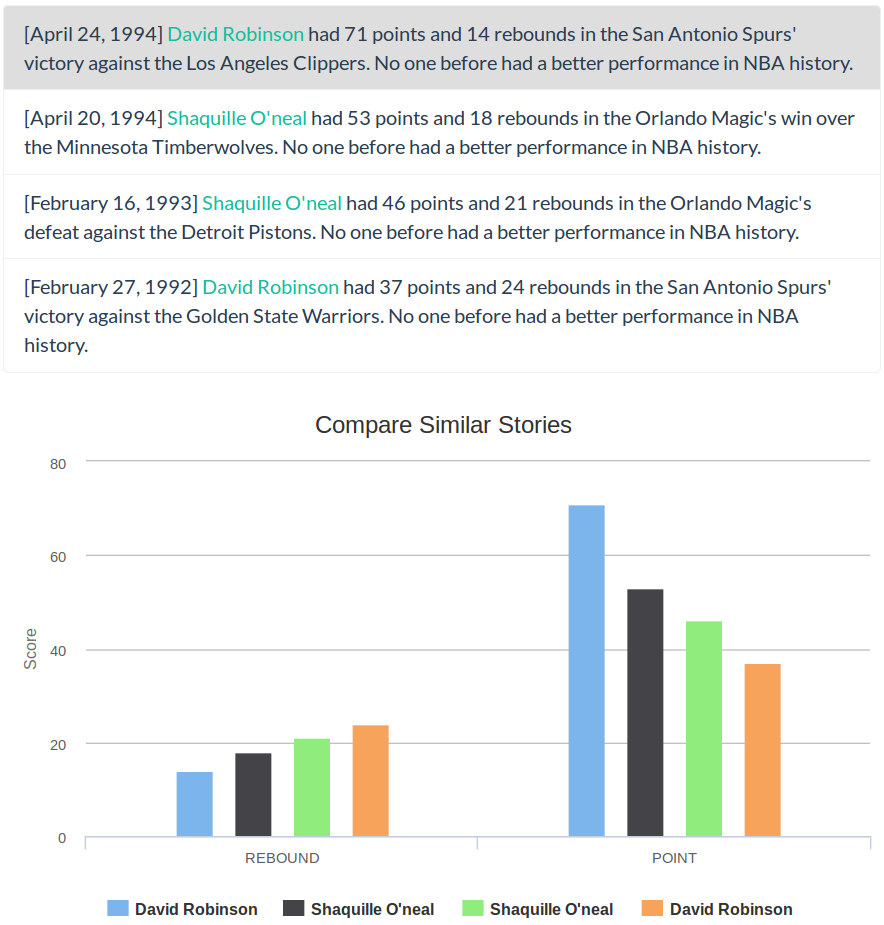 [April 24, 1994] David Robinson had 71 points and 14 rebounds in the San Antonio Spurs'
victory against the Los Angeles Clippers. No one before had a better performance in NBA history.
[April 20, 1994] Shaquille O'neal had 53 points and 18 rebounds in the Orlando Magic's win over
the Minnesota Timberwolves. No one before had a better performance in NBA history.
[February 16, 1993] Shaquille O'neal had 46 points and 21 rebounds in the Orlando Magic's
defeat against the Detroit Pistons. No one before had a better performance in NBA history.
[February 27, 1992] David Robinson had 37 points and 24 rebounds in the San Antonio Spurs'
victory against the Golden State Warriors. No one before had a better performance in NBA
history.
Compare Similar Stories
80
60
40
20
0
Score
REBOUND POINT
David Robinson Shaquille O'neal Shaquille O'neal David Robinson